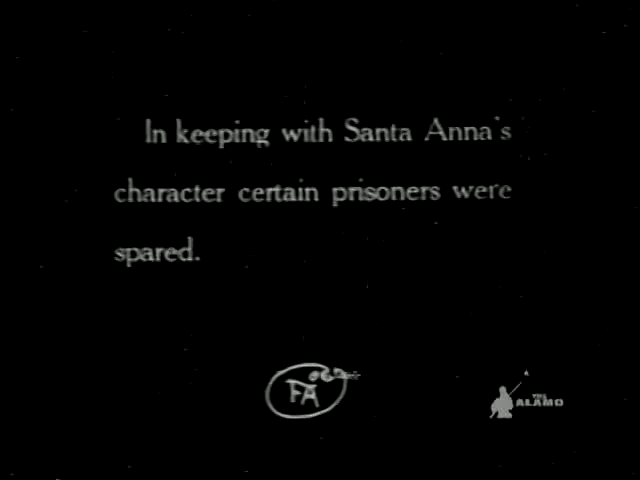 In keeping with Santa Anna's
character certain prisoners were
spared.
FA
THE
ALAMO